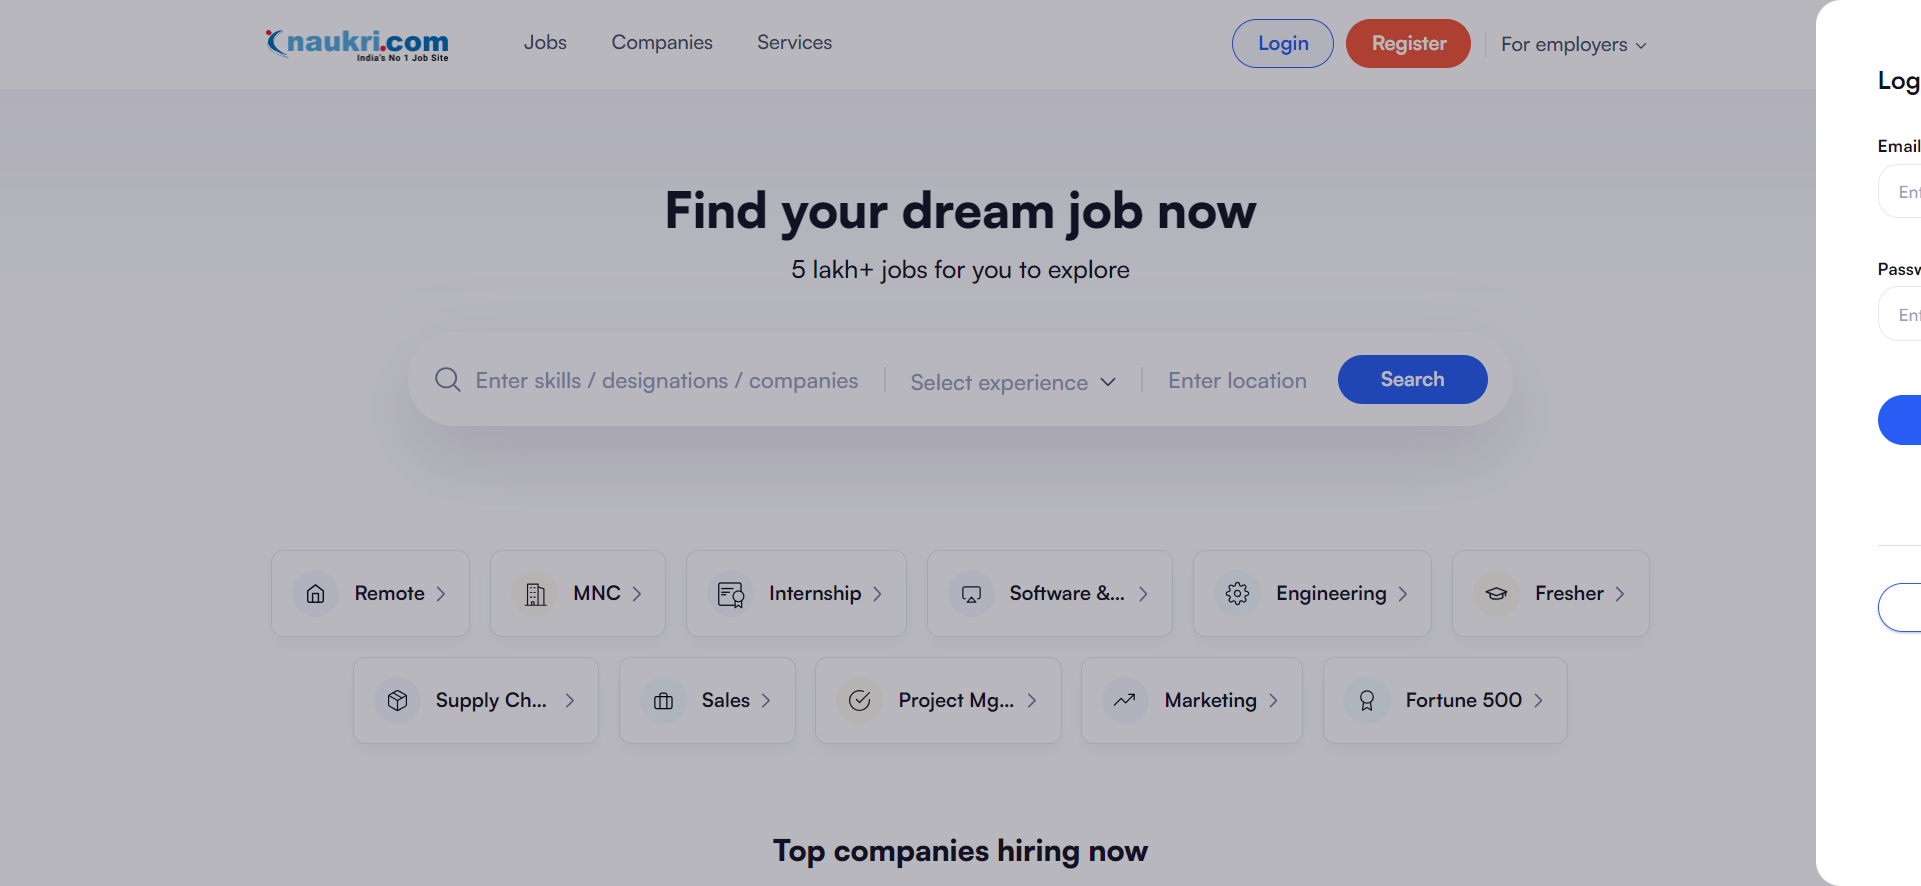 naukri.com
India's No 1 Job Site
Jobs Companies Services
Login Register For employers
Find your dream job now
5 lakh+ jobs for you to explore
Enter skills / designations / companies Select experience Enter location Search
Remote MNC Internship Software &... Engineering Fresher
Supply Ch... Sales Project Mg... Marketing Fortune 500
Top companies hiring now
Log
Email
Ent
Passw
Ent